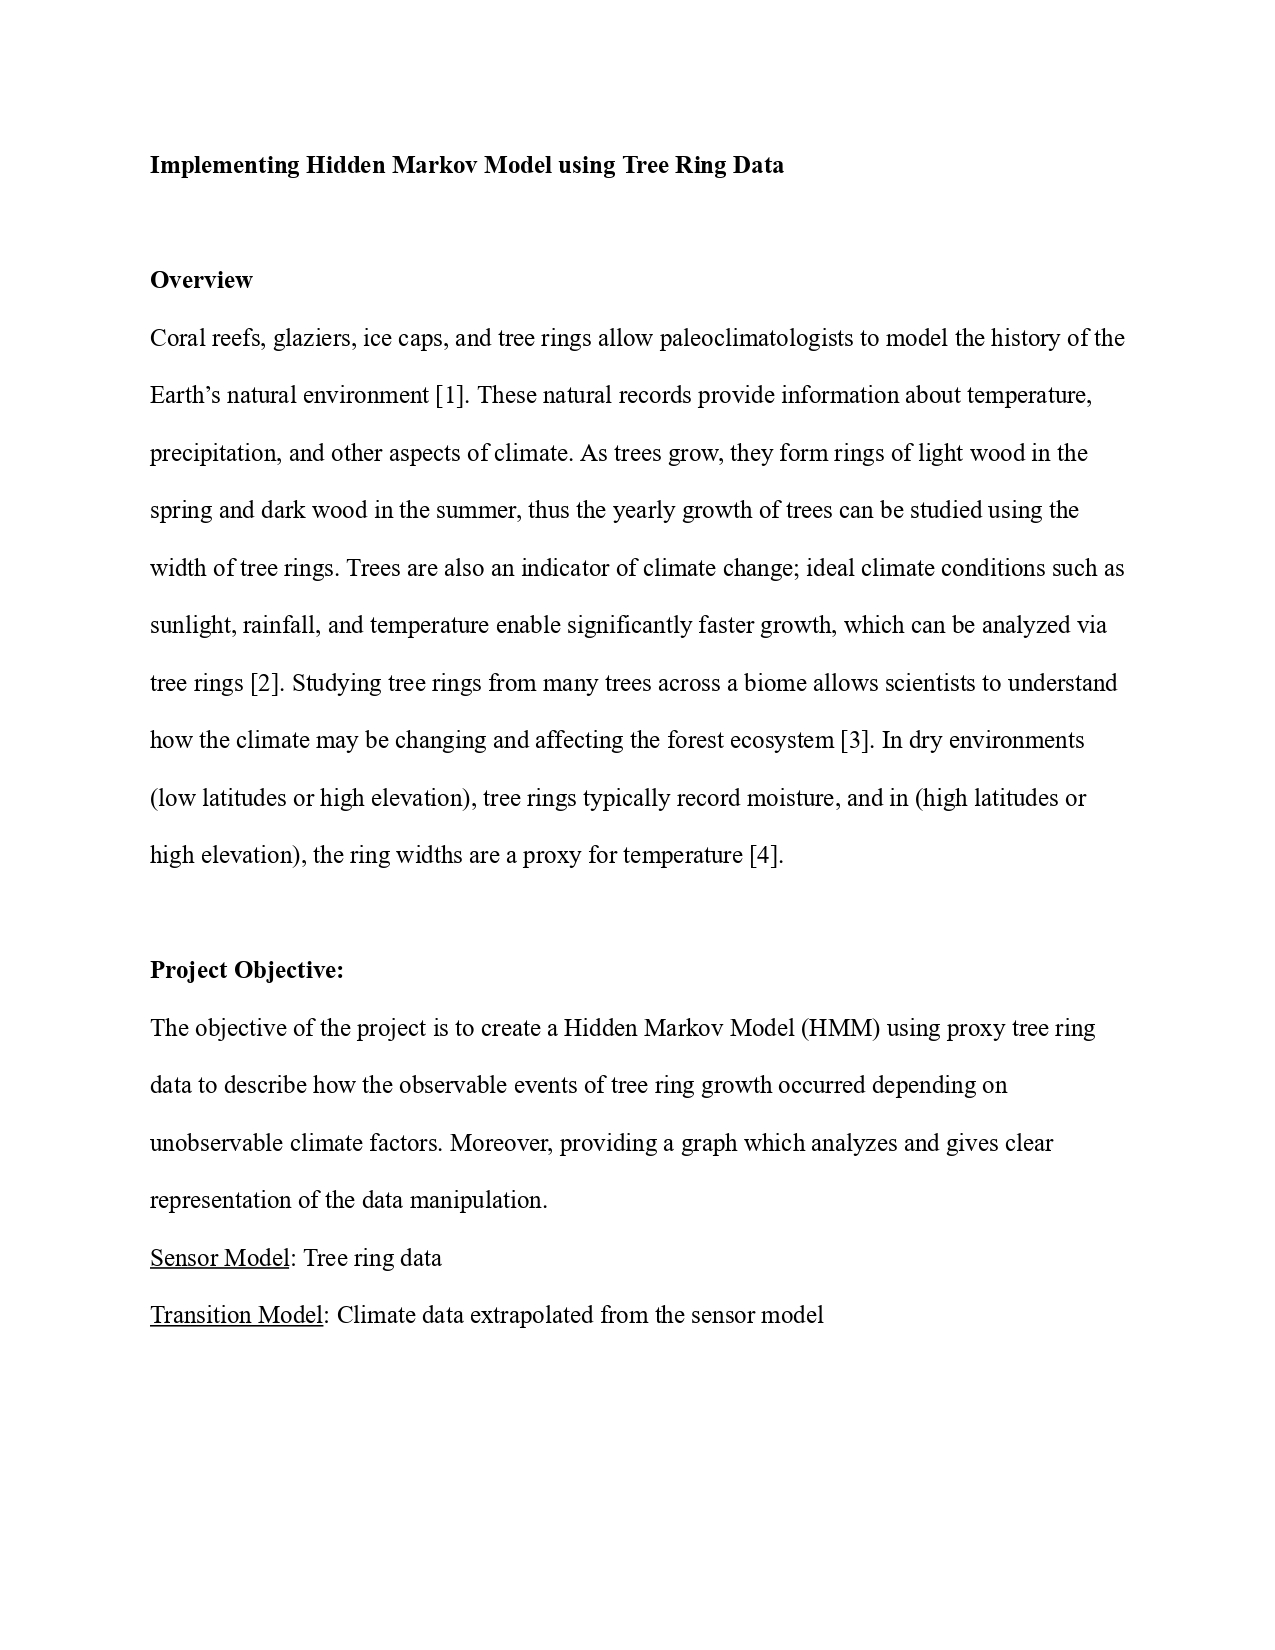 Implementing Hidden Markov Model using Tree Ring Data
Overview
Coral reefs, glaziers, ice caps, and tree rings allow paleoclimatologists to model the history of the
Earth’s natural environment [1]. These natural records provide information about temperature,
precipitation, and other aspects of climate. As trees grow, they form rings of light wood in the
spring and dark wood in the summer, thus the yearly growth of trees can be studied using the
width of tree rings. Trees are also an indicator of climate change; ideal climate conditions such as
sunlight, rainfall, and temperature enable significantly faster growth, which can be analyzed via
tree rings [2]. Studying tree rings from many trees across a biome allows scientists to understand
how the climate may be changing and affecting the forest ecosystem [3]. In dry environments
(low latitudes or high elevation), tree rings typically record moisture, and in (high latitudes or
high elevation), the ring widths are a proxy for temperature [4].
Project Objective:
The objective of the project is to create a Hidden Markov Model (HMM) using proxy tree ring
data to describe how the observable events of tree ring growth occurred depending on
unobservable climate factors. Moreover, providing a graph which analyzes and gives clear
representation of the data manipulation.
Sensor Model: Tree ring data
Transition Model: Climate data extrapolated from the sensor model